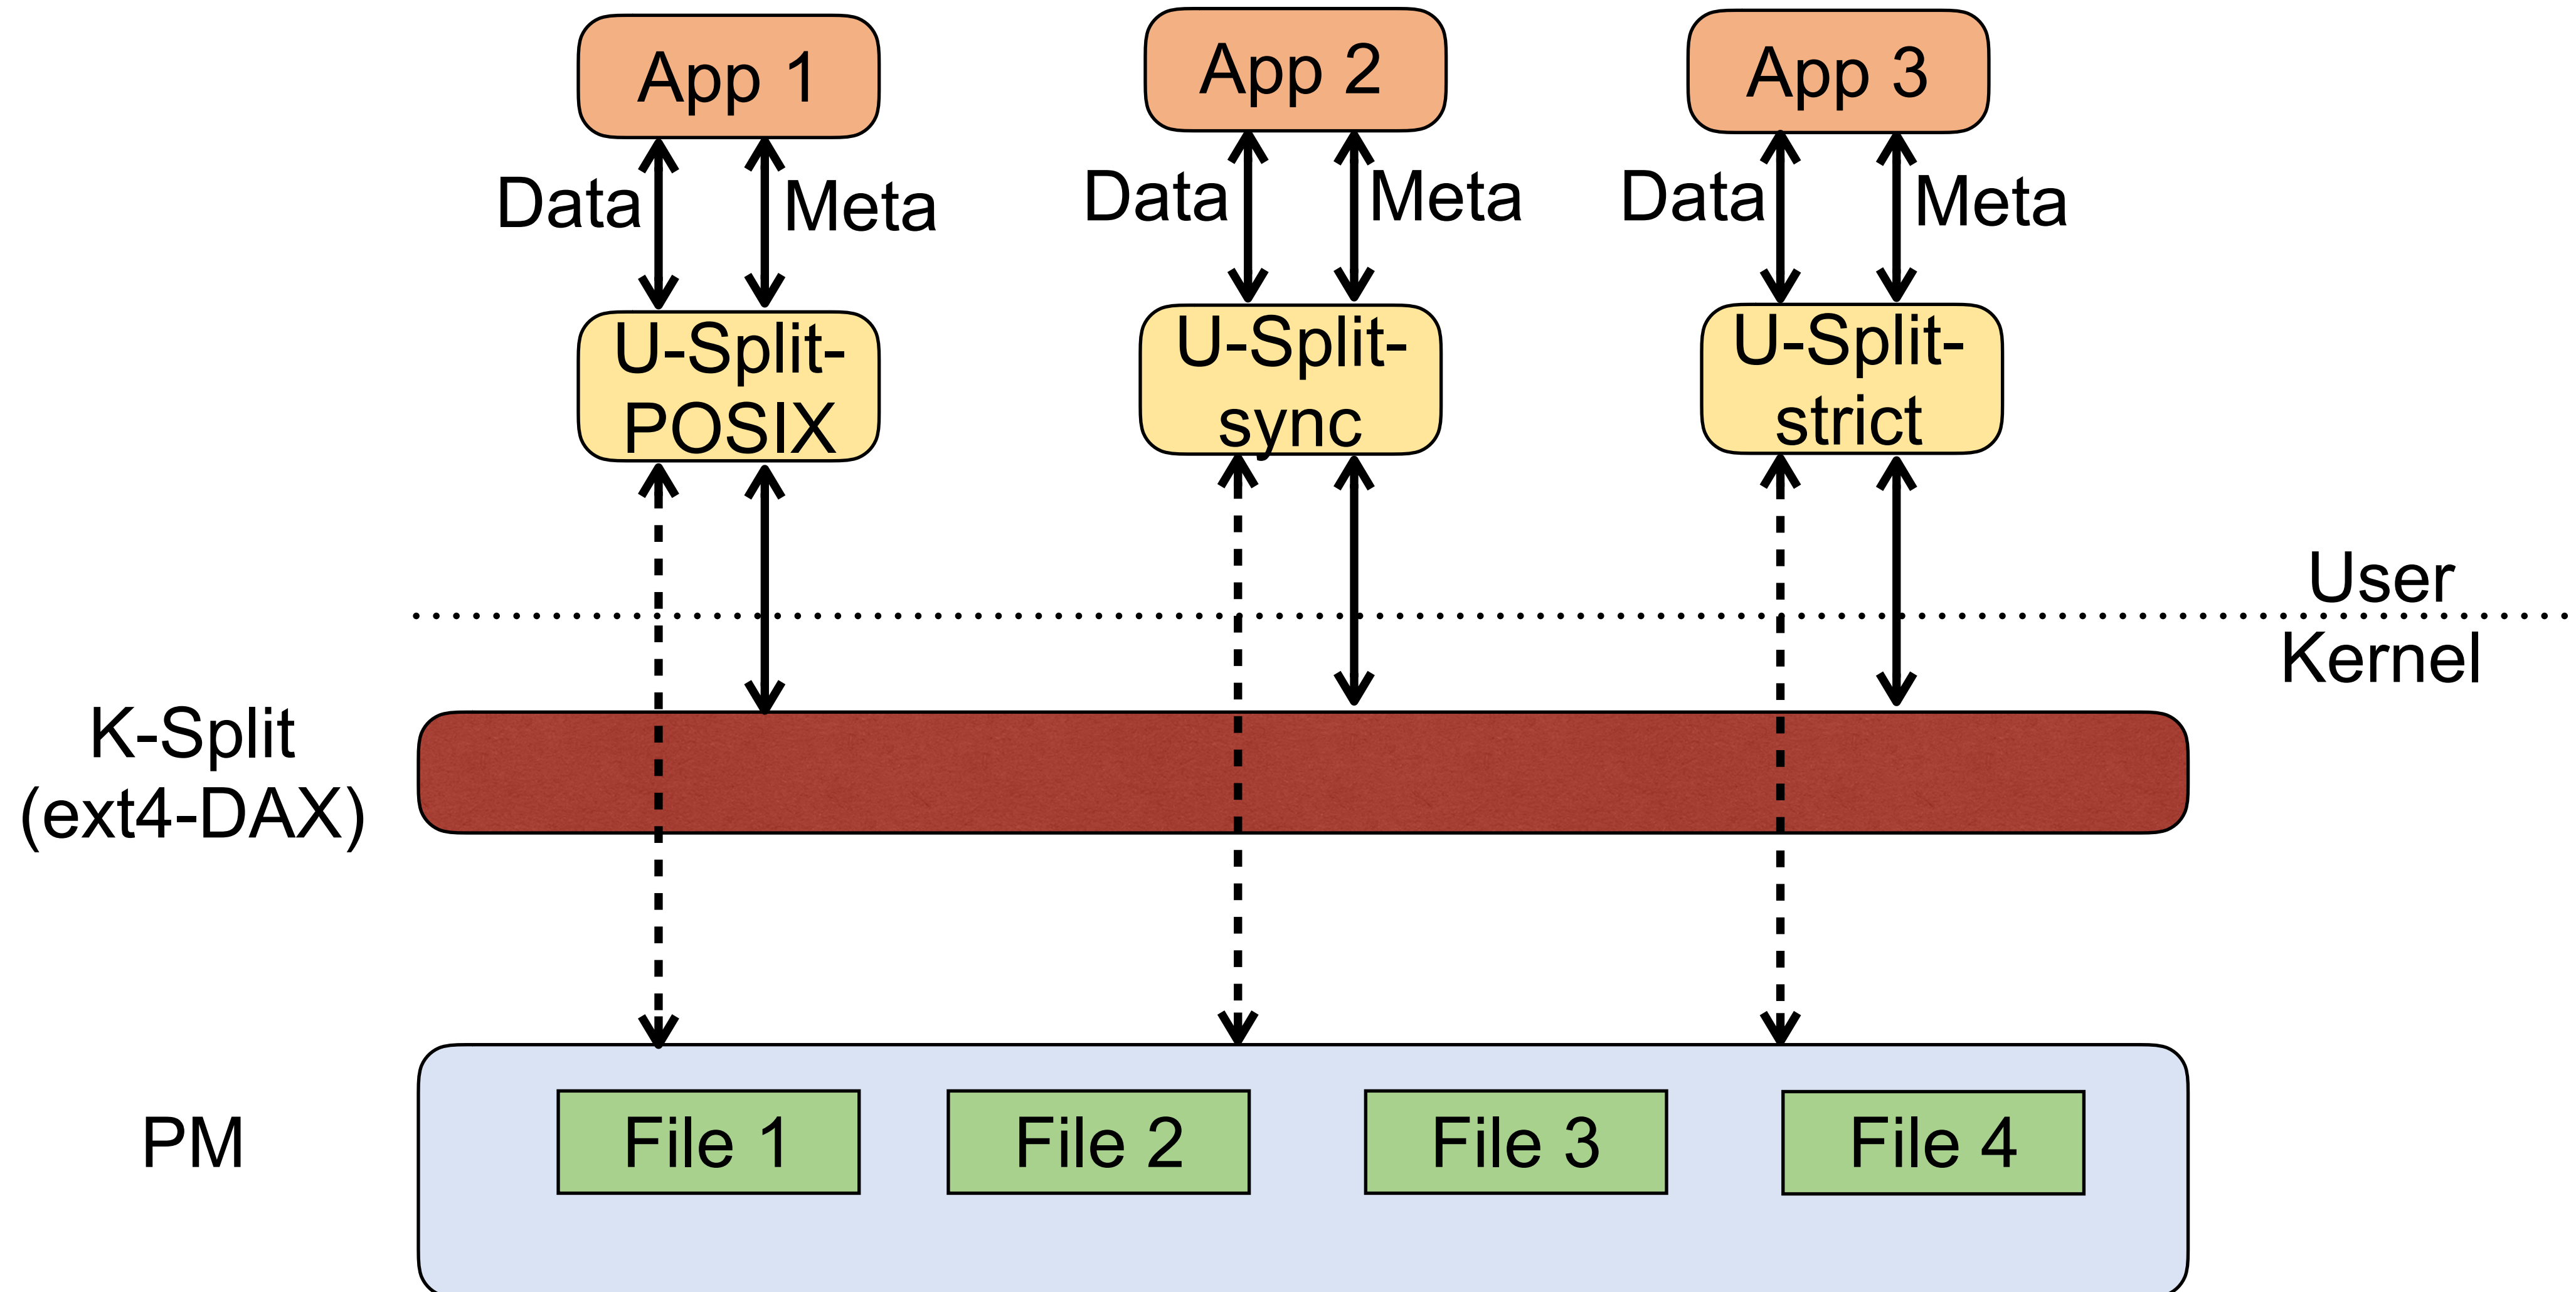 App 1
App 2
App 3
Data
Meta
Data
Meta
Data
Meta
U-Split-
POSIX
U-Split-
sync
U-Split-
strict
User
Kernel
K-Split
(ext4-DAX)
PM
File 1
File 2
File 3
File 4